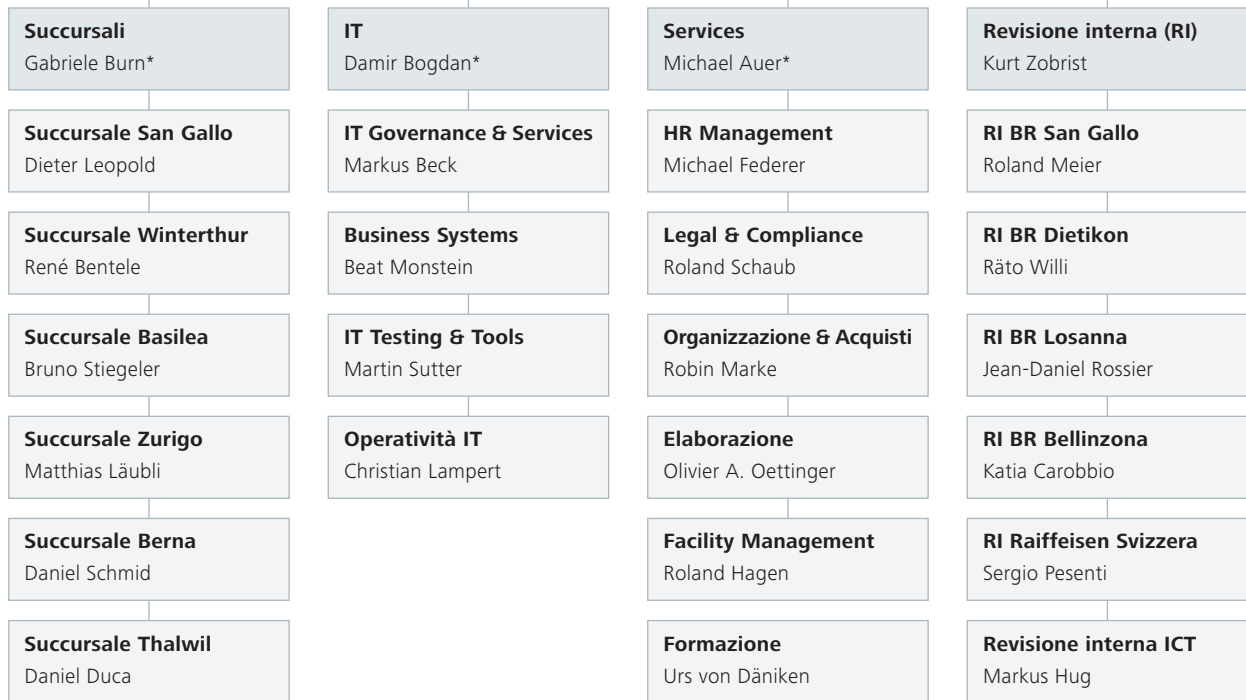 Succursali
Gabriele Burn*
Succursale San Gallo
Dieter Leopold
Succursale Winterthur
René Bentele
Succursale Basilea
Bruno Stiegeler
Succursale Zurigo
Matthias Läubli
Succursale Berna
Daniel Schmid
Succursale Thalwil
Daniel Duca
IT
Damir Bogdan*
IT Governance & Services
Markus Beck
Business Systems
Beat Monstein
IT Testing & Tools
Martin Sutter
Operatività IT
Christian Lampert
Services
Michael Auer*
HR Management
Michael Federer
Legal & Compliance
Roland Schaub
Organizzazione & Acquisti
Robin Marke
Elaborazione
Olivier A. Oettinger
Facility Management
Roland Hagen
Formazione
Urs von Däniken
Revisione interna (RI)
Kurt Zobrist
RI BR San Gallo
Roland Meier
RI BR Dietikon
Räto Willi
RI BR Losanna
Jean-Daniel Rossier
RI BR Bellinzona
Katia Carobbio
RI Raiffeisen Svizzera
Sergio Pesenti
Revisione interna ICT
Markus Hug